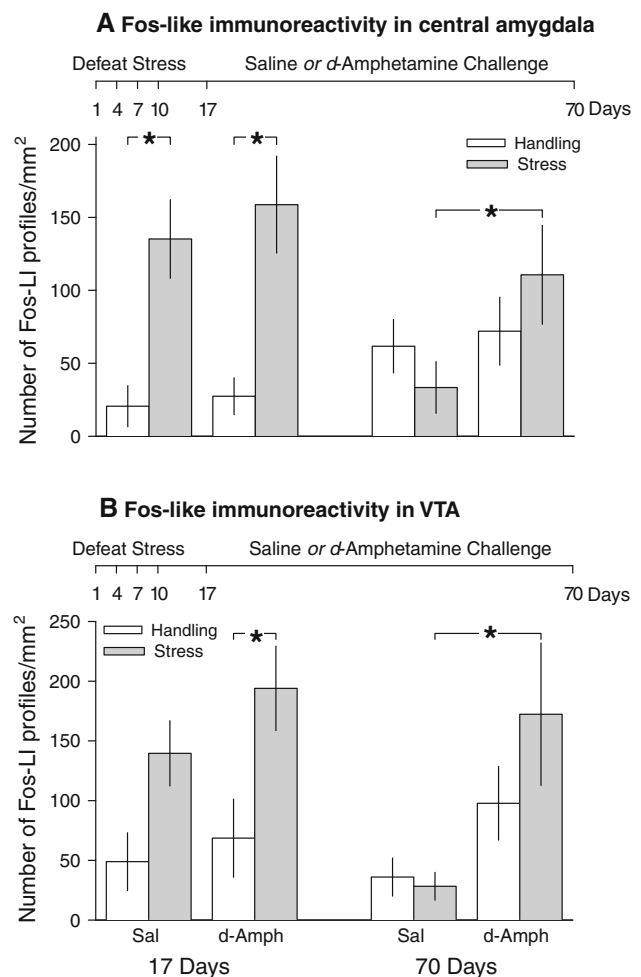 A Fos-like immunoreactivity in central amygdala
Defeat Stress Saline or d-Amphetamine Challenge
1 4 7 10 17 70 Days
Number of Fos-LI profiles/mm²
200
150
100
50
0
* * *
Handling
Stress
B Fos-like immunoreactivity in VTA
Defeat Stress Saline or d-Amphetamine Challenge
1 4 7 10 17 70 Days
Number of Fos-LI profiles/mm²
250
200
150
100
50
0
Handling
Stress
* *
Sal d-Amph Sal d-Amph
17 Days 70 Days